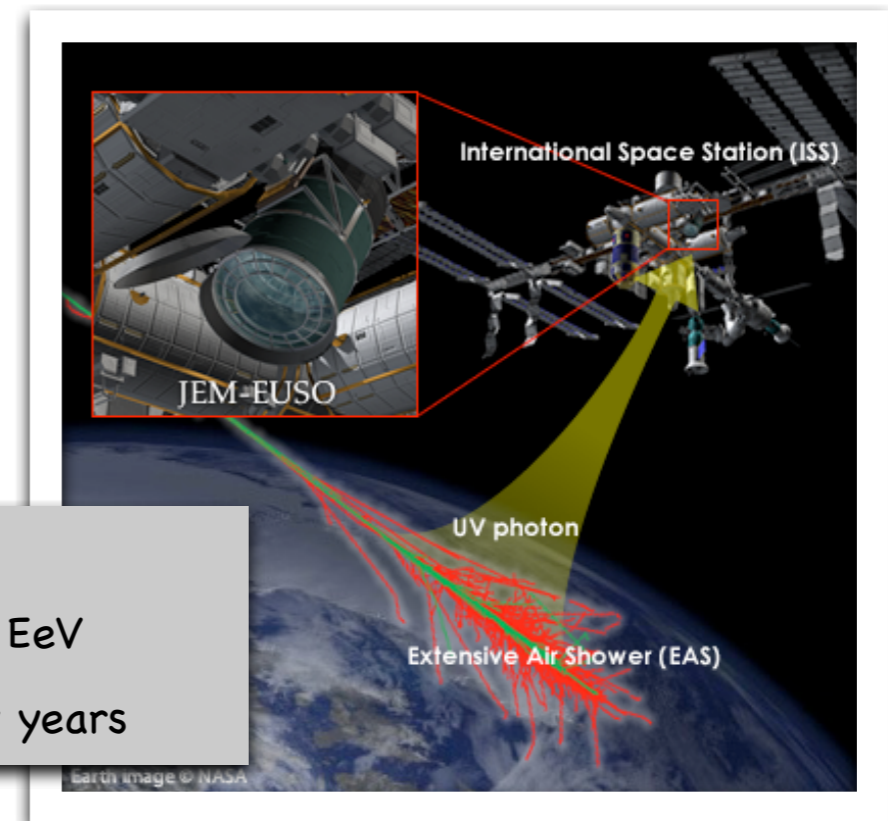 International Space Station (ISS)
JEM-EUSO
UV photon
EeV
Extensive Air Shower (EAS)
years
Earth image © NASA